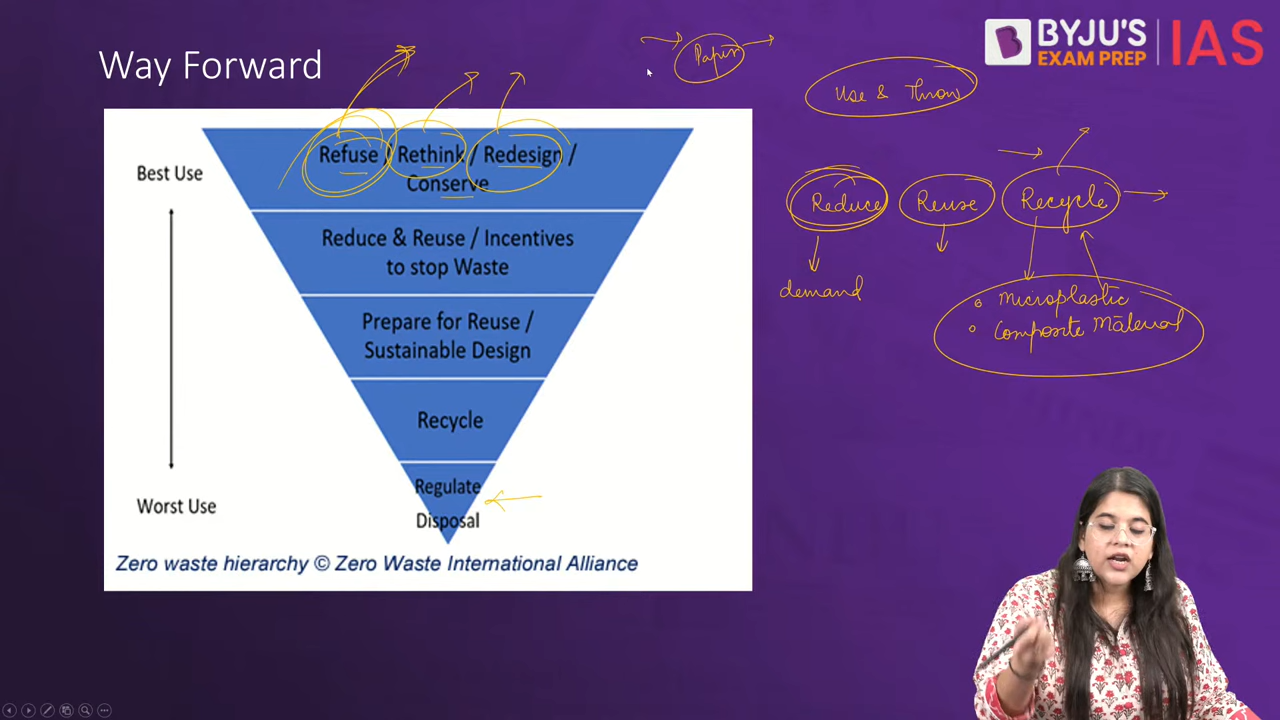 Way Forward
Papers
BYJU'S
EXAM PREP
IAS
Use & Throw
Best Use
Refuse / Rethink / Redesign /
Conserve
Reduce & Reuse / Incentives
to stop Waste
Prepare for Reuse /
Sustainable Design
Recycle
Regulate
Disposal
Worst Use
Zero waste hierarchy © Zero Waste International Alliance
Reduce
Reuse
Recycle
demand
Microplastic
Composite Material